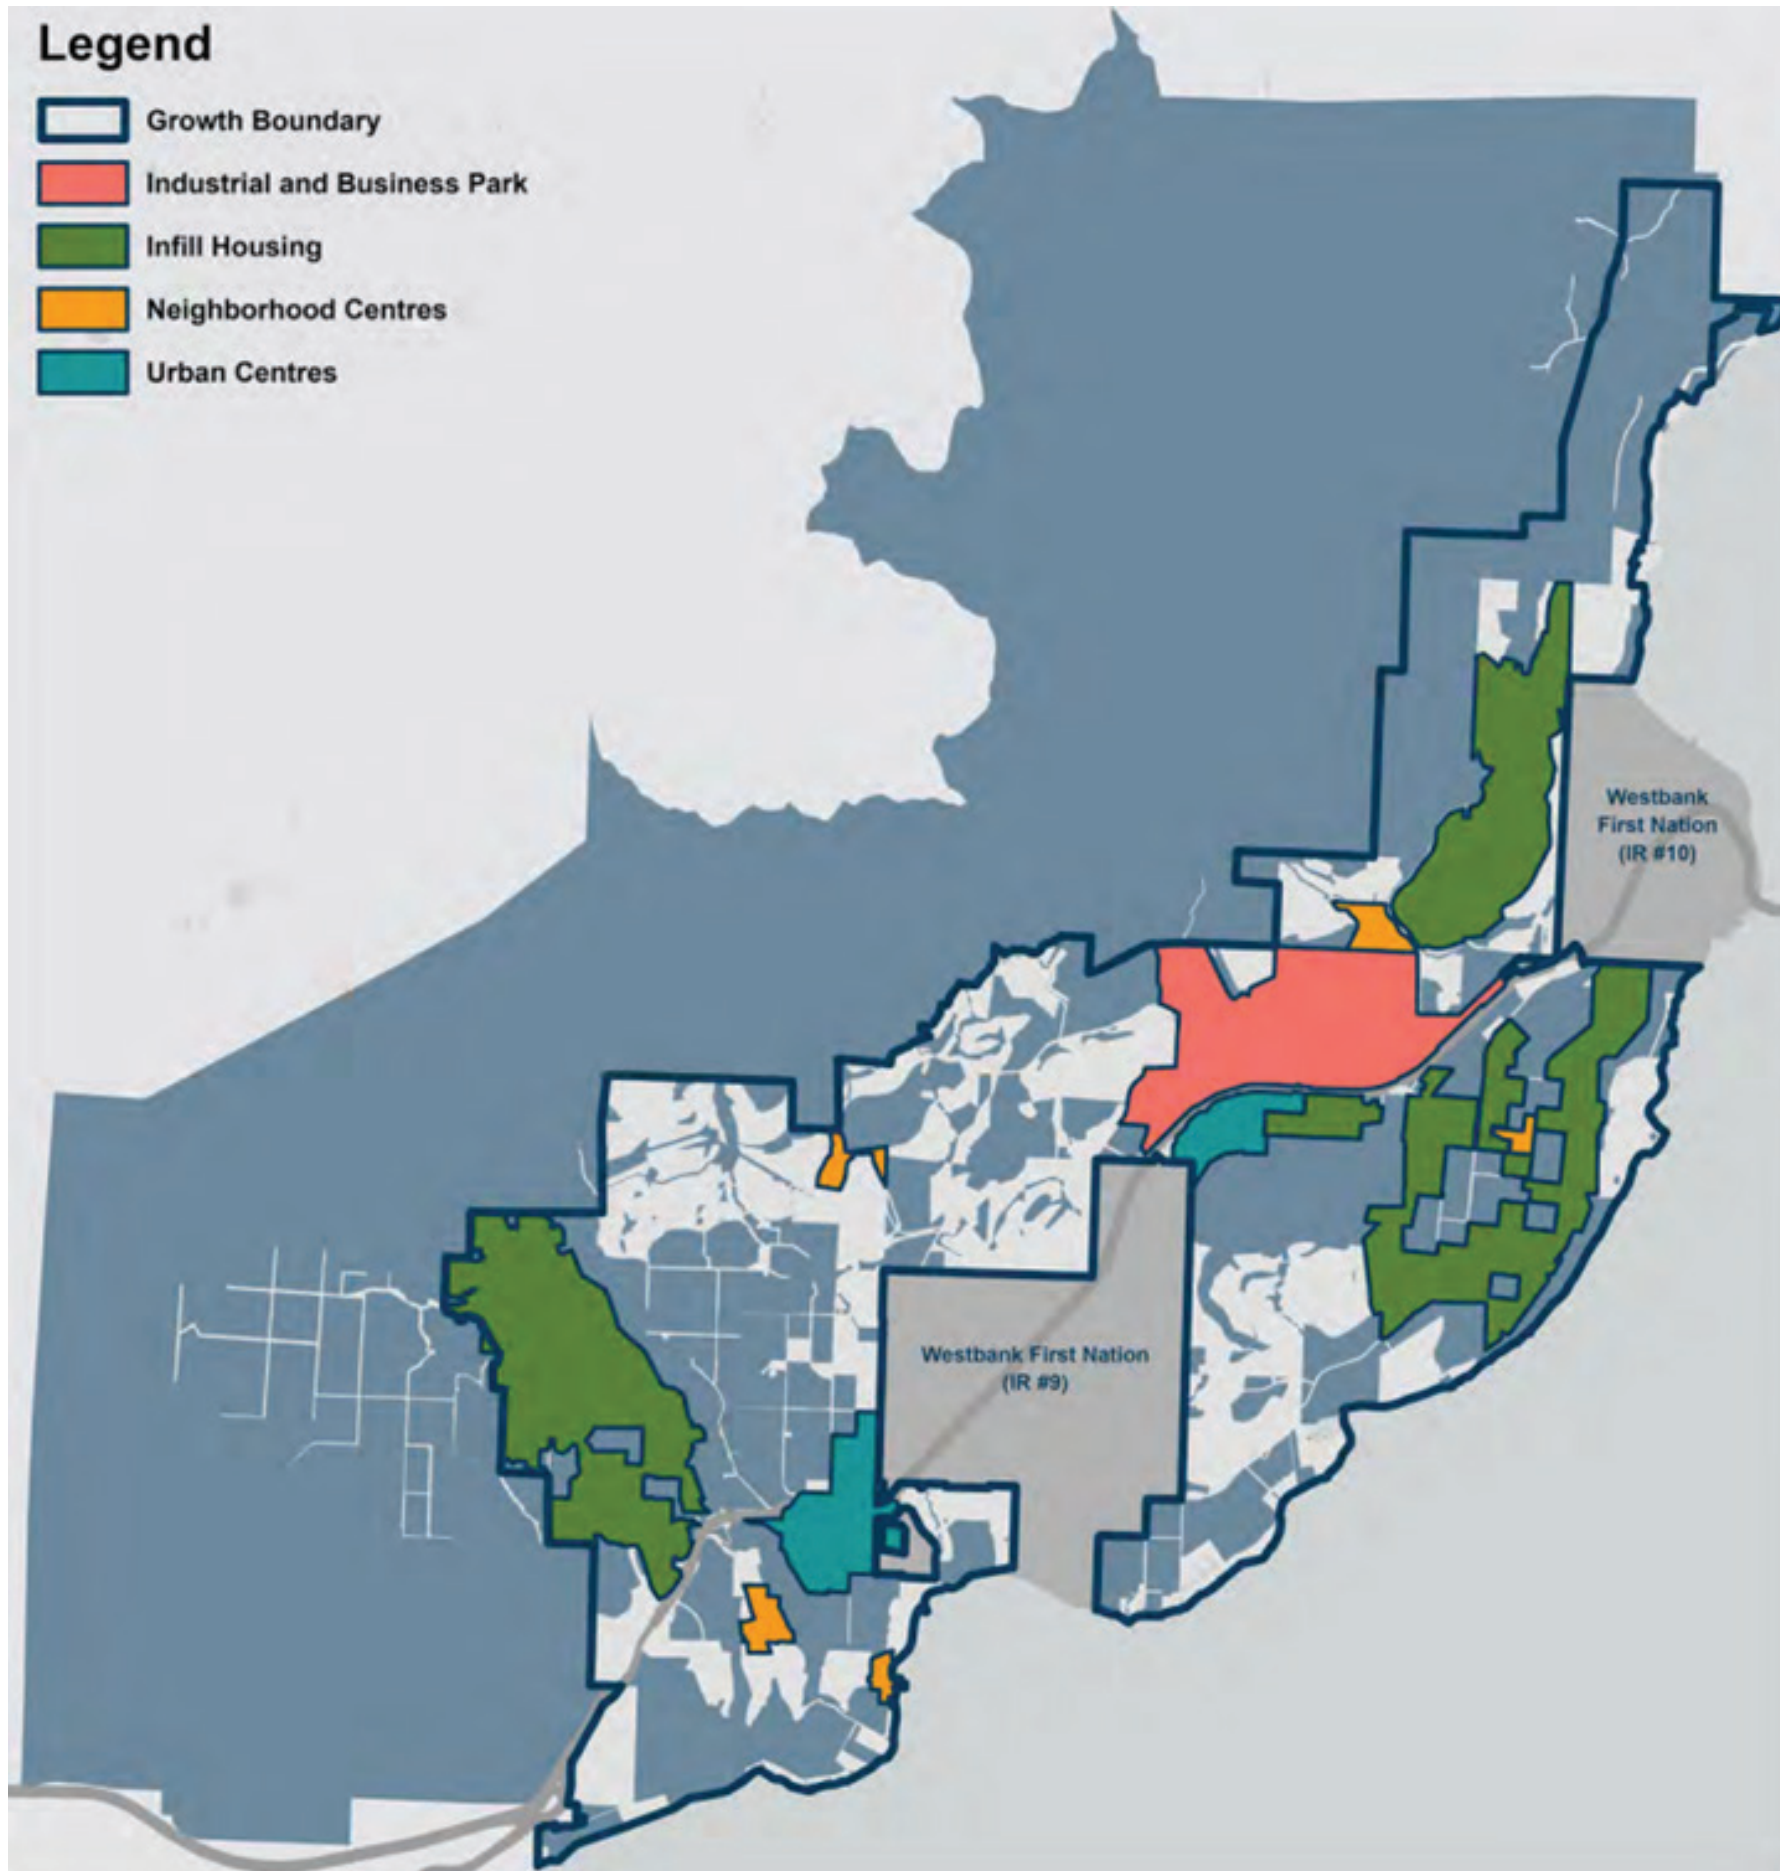 Legend
Growth Boundary
Industrial and Business Park
Infill Housing
Neighborhood Centres
Urban Centres
Westbank
First Nation
(IR #10)
Westbank First Nation
(IR #9)